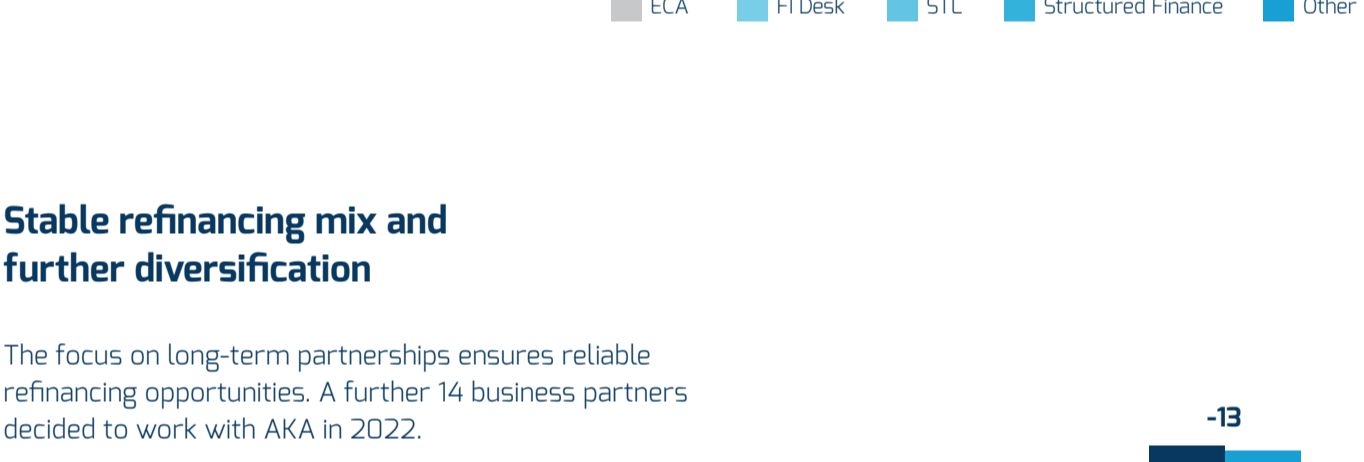 ECA FI Desk STL Structured Finance Other
Stable refinancing mix and
further diversification
The focus on long-term partnerships ensures reliable
refinancing opportunities. A further 14 business partners
decided to work with AKA in 2022.
-13